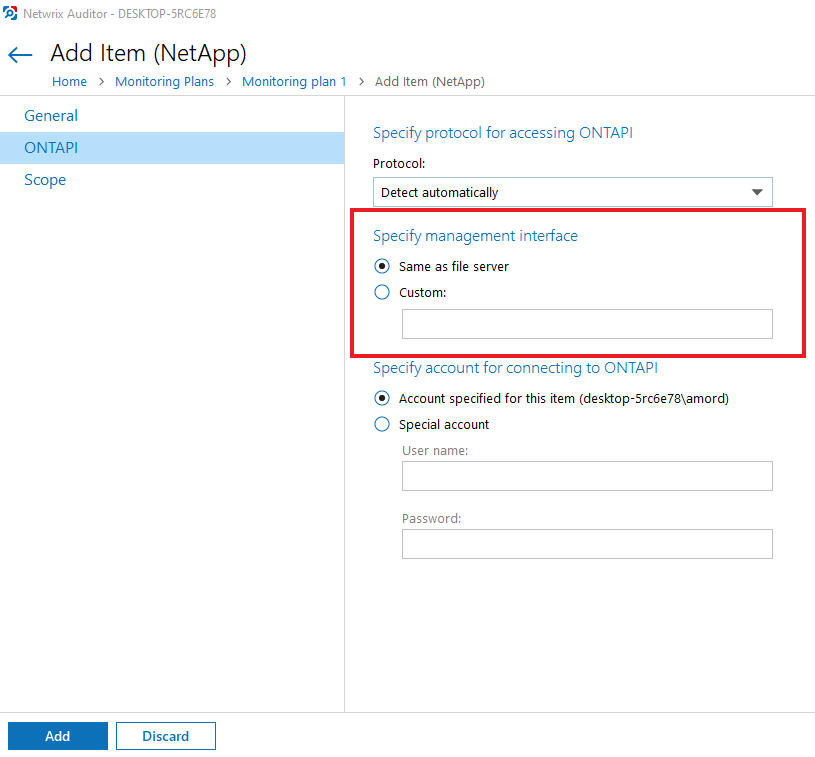 Netwrix Auditor - DESKTOP-5RC6E78
Add Item (NetApp)
Home > Monitoring Plans > Monitoring plan 1 > Add Item (NetApp)
General
ONTAPI
Scope
Specify protocol for accessing ONTAPI
Protocol:
Detect automatically
Specify management interface
Same as file server
Custom:
Specify account for connecting to ONTAPI
Account specified for this item (desktop-5rc6e78\amord)
Special account
User name:
Password:
Add
Discard